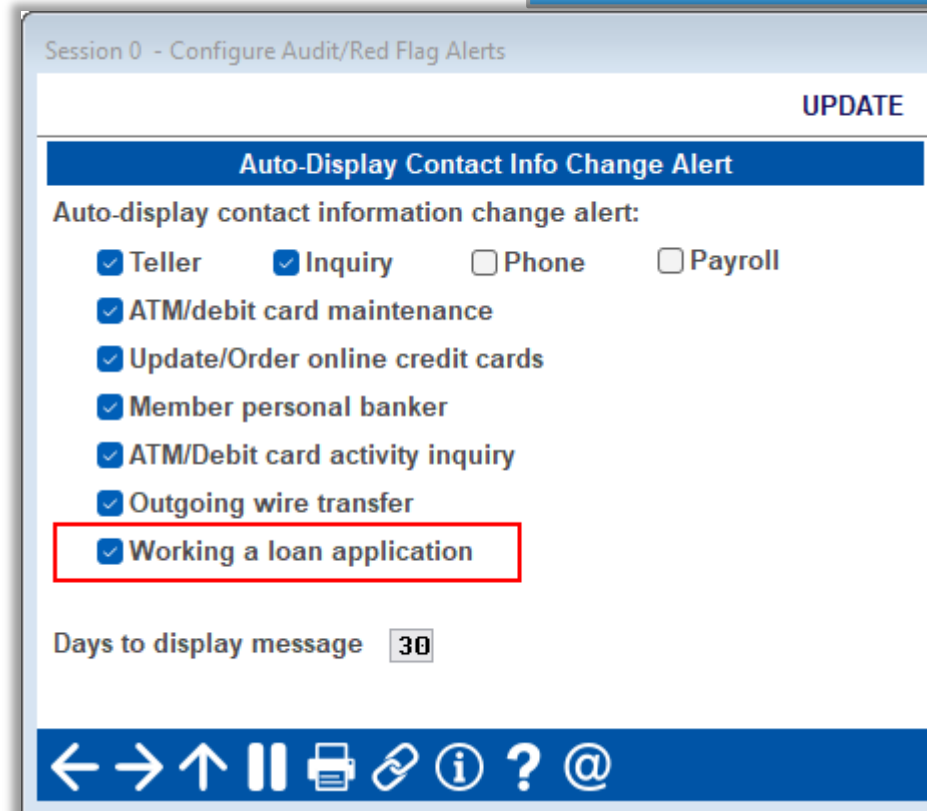 Session 0 - Configure Audit/Red Flag Alerts
UPDATE
Auto-Display Contact Info Change Alert
Auto-display contact information change alert:
Teller Inquiry Phone Payroll
ATM/debit card maintenance
Update/Order online credit cards
Member personal banker
ATM/Debit card activity inquiry
Outgoing wire transfer
Working a loan application
Days to display message 30
? @